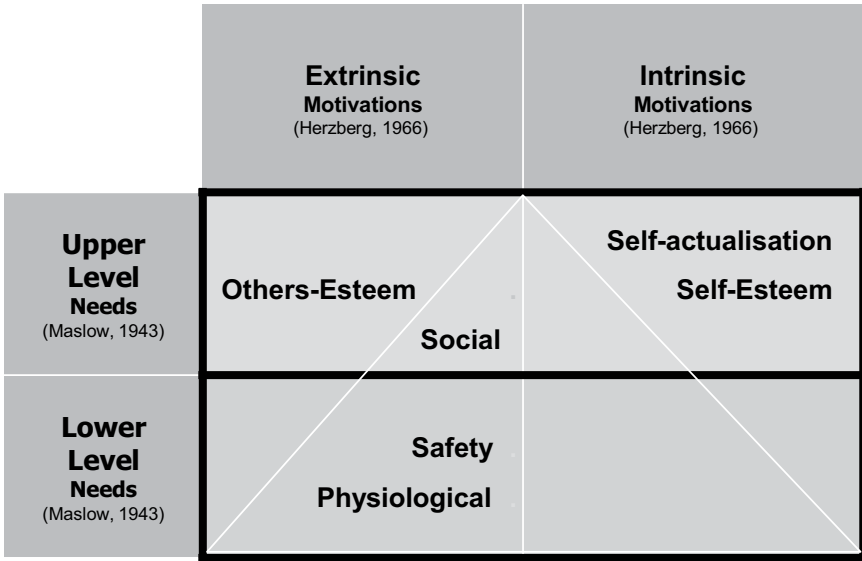 Extrinsic
Motivations
(Herzberg, 1966)
Intrinsic
Motivations
(Herzberg, 1966)
Upper
Level
Needs
(Maslow, 1943)
Self-actualisation
Others-Esteem
Self-Esteem
Social
Lower
Level
Needs
(Maslow, 1943)
Safety
Physiological